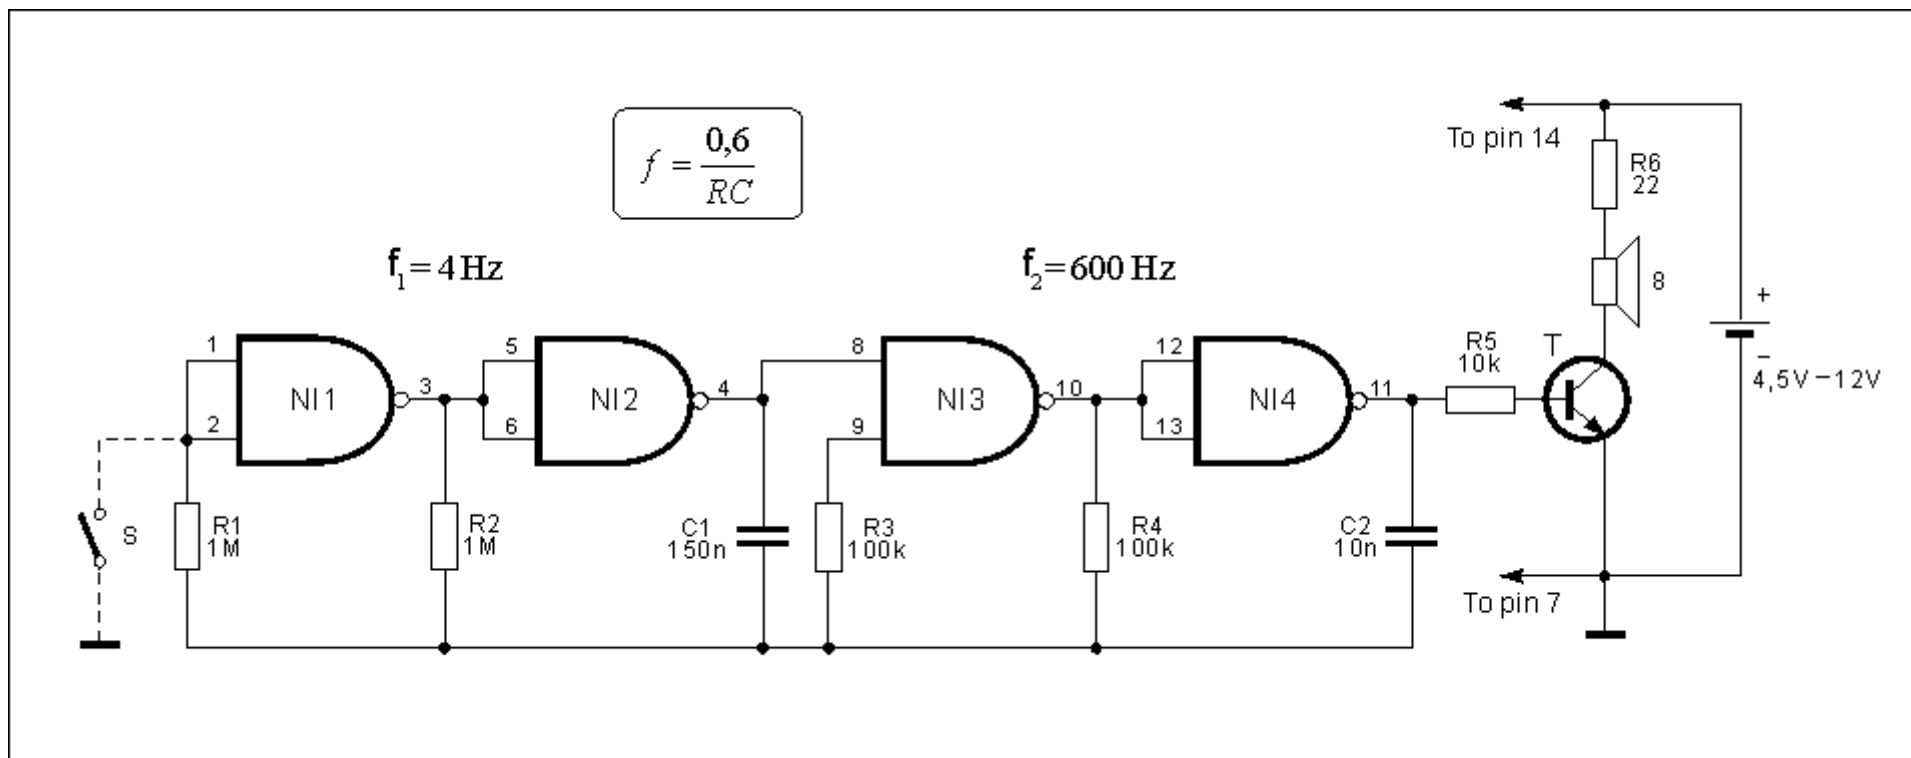 f = 0,6 / RC
f₁ = 4 Hz
f₂ = 600 Hz
To pin 14
R6
22
8
+
−
4,5V−12V
1
2
NI1
3
5
6
NI2
4
8
9
NI3
10
12
13
NI4
11
R5
10k
T
S
R1
1M
R2
1M
C1
150n
R3
100k
R4
100k
C2
10n
To pin 7